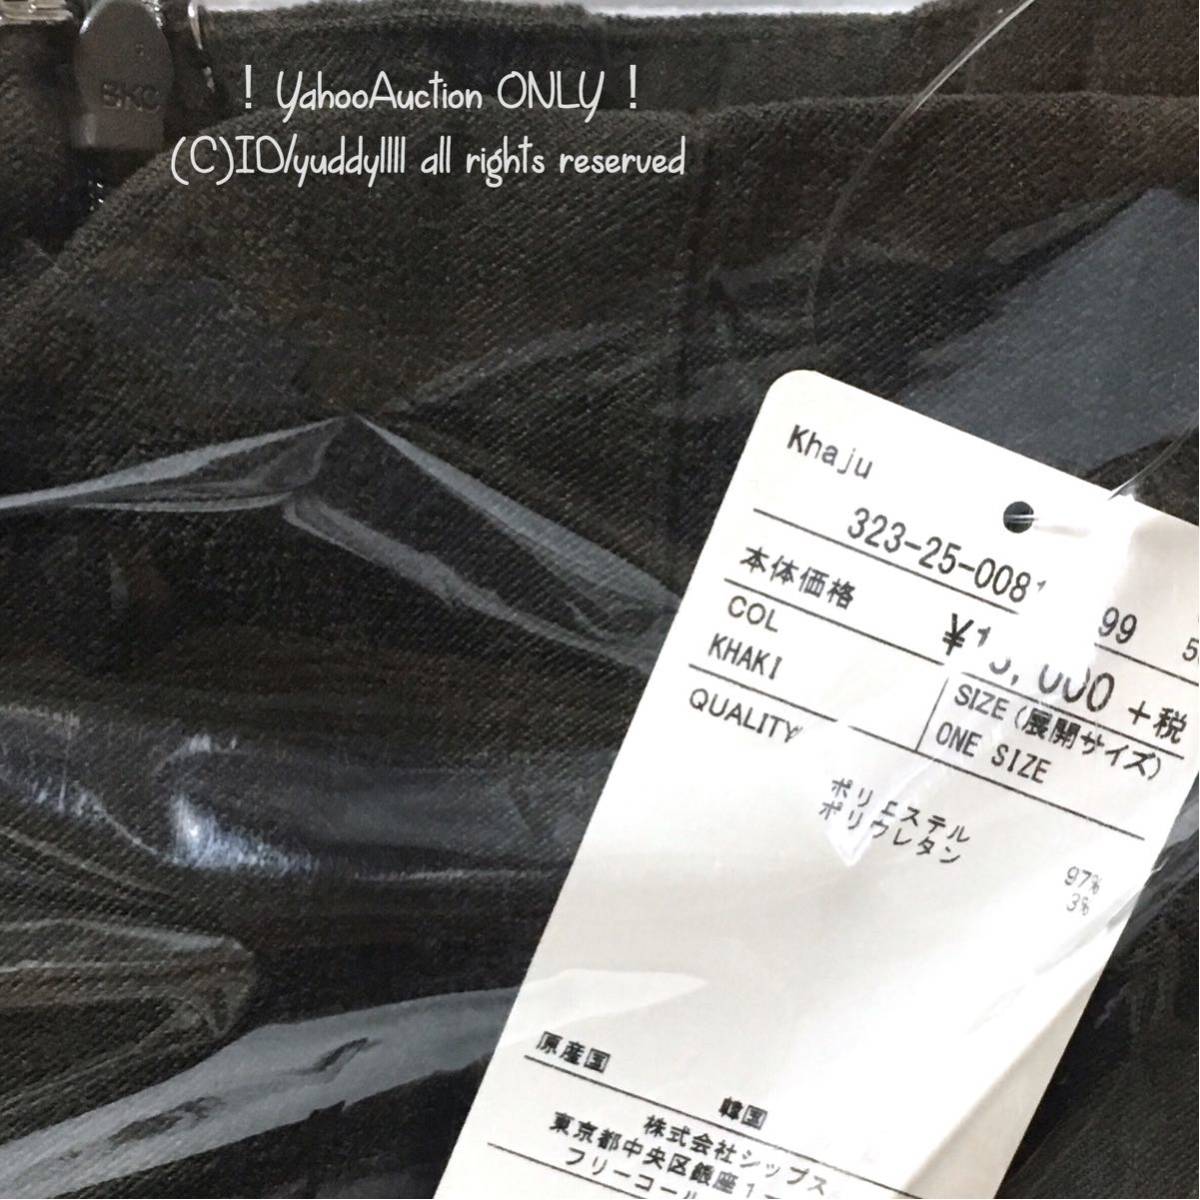 ! YahooAuction ONLY !
(C)ID/yuddyllll all rights reserved
Khaju
323-25-008
99
本体価格
+税
COL
KHAKI
SIZE(展開サイズ)
ONE SIZE
QUALITY
ポリエステル 97%
ポリウレタン 3%
原産国
韓国
株式会社シップス
東京都中央区銀座1
フリーコール